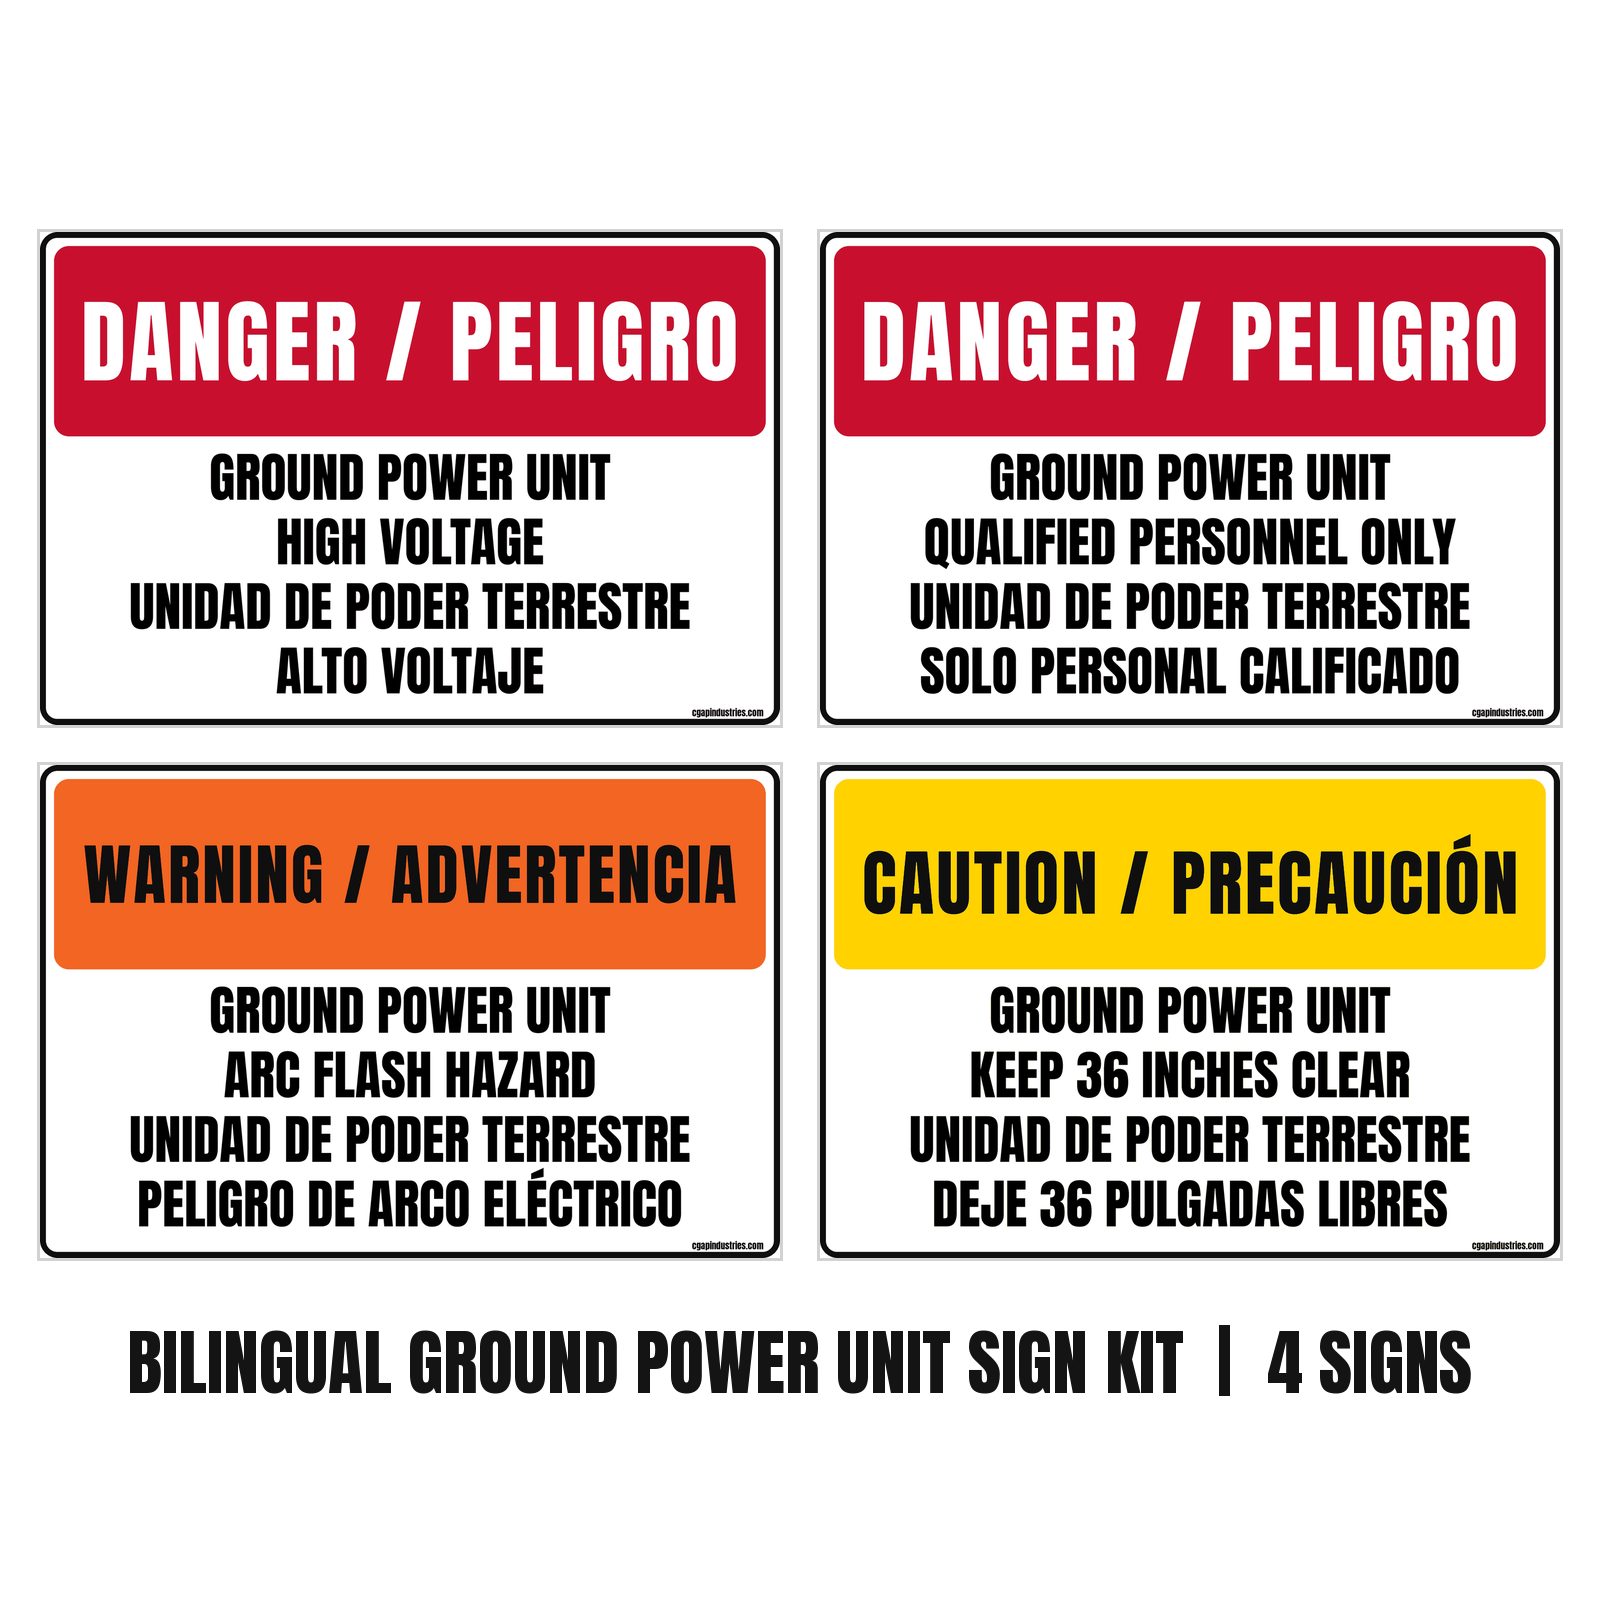 DANGER / PELIGRO
GROUND POWER UNIT
HIGH VOLTAGE
UNIDAD DE PODER TERRESTRE
ALTO VOLTAJE
cgapindustries.com
DANGER / PELIGRO
GROUND POWER UNIT
QUALIFIED PERSONNEL ONLY
UNIDAD DE PODER TERRESTRE
SOLO PERSONAL CALIFICADO
cgapindustries.com
WARNING / ADVERTENCIA
GROUND POWER UNIT
ARC FLASH HAZARD
UNIDAD DE PODER TERRESTRE
PELIGRO DE ARCO ELÉCTRICO
cgapindustries.com
CAUTION / PRECAUCIÓN
GROUND POWER UNIT
KEEP 36 INCHES CLEAR
UNIDAD DE PODER TERRESTRE
DEJE 36 PULGADAS LIBRES
cgapindustries.com
BILINGUAL GROUND POWER UNIT SIGN KIT | 4 SIGNS